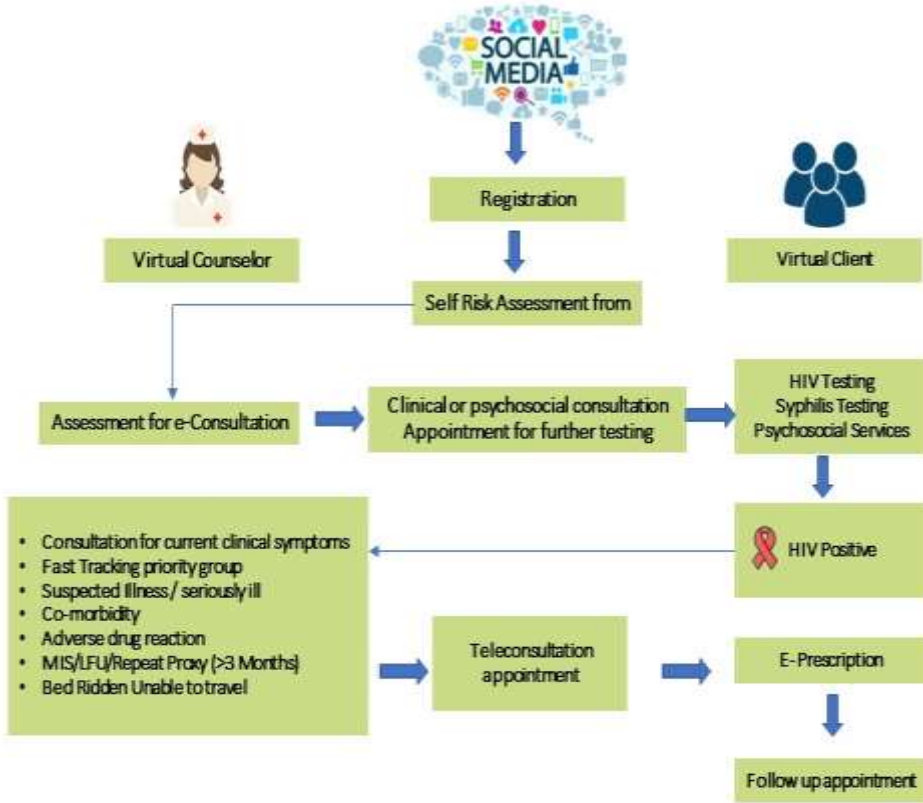 SOCIAL
MEDIA
Registration
Virtual Counselor
Virtual Client
Self Risk Assessment from
Assessment for e-Consultation
Clinical or psychosocial consultation
Appointment for further testing
HIV Testing
Syphilis Testing
Psychosocial Services
HIV Positive
• Consultation for current clinical symptoms
• Fast Tracking priority group
• Suspected Illness / seriously ill
• Co-morbidity
• Adverse drug reaction
• MIS/LFU/Repeat Proxy (>3 Months)
• Bed Ridden Unable to travel
Teleconsultation
appointment
E-Prescription
Follow up appointment